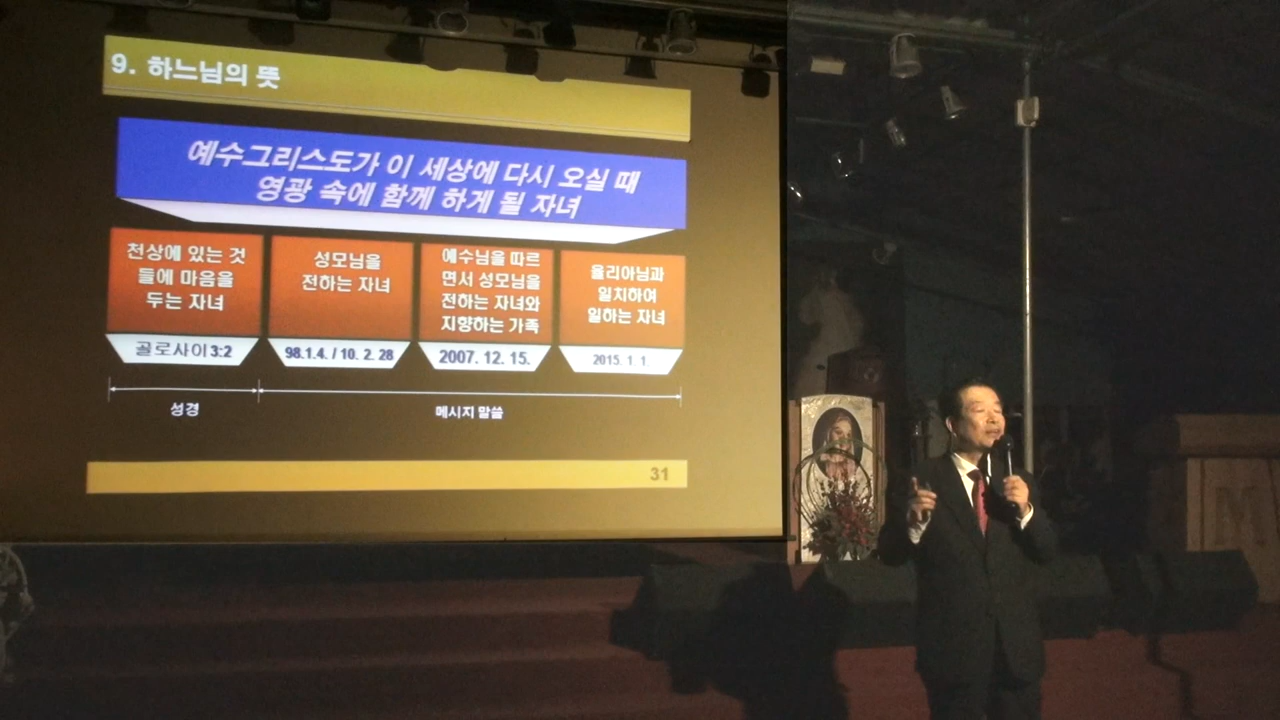 9. 하느님의 뜻
예수그리스도가 이 세상에 다시 오실 때
영광 속에 함께 하게 될 자녀
천상에 있는 것
들에 마음을
두는 자녀
골로사이 3:2
성모님을
전하는 자녀
98.1.4. / 10. 2. 28
예수님을 따르
면서 성모님을
전하는 자녀와
지향하는 가족
2007. 12. 15.
율리아님과
일치하여
일하는 자녀
2015. 1. 1
성경
메시지 말씀
31
M